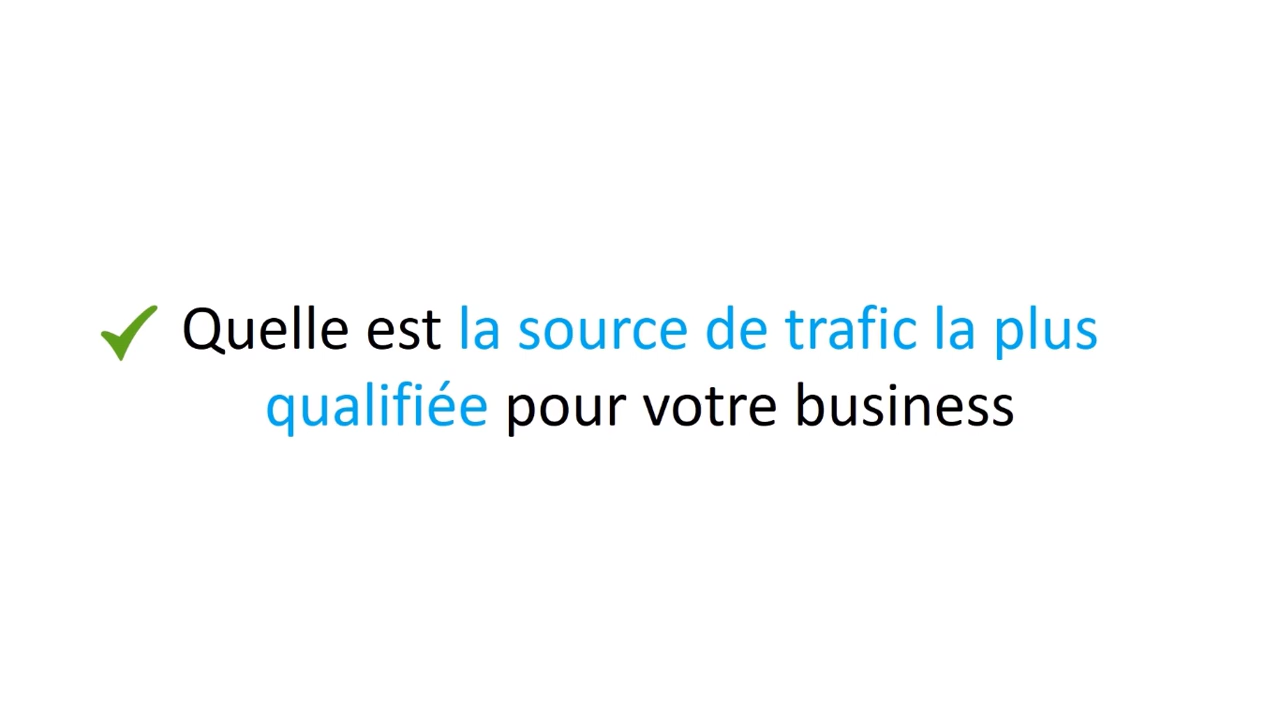 Quelle est la source de trafic la plus
qualifiée pour votre business